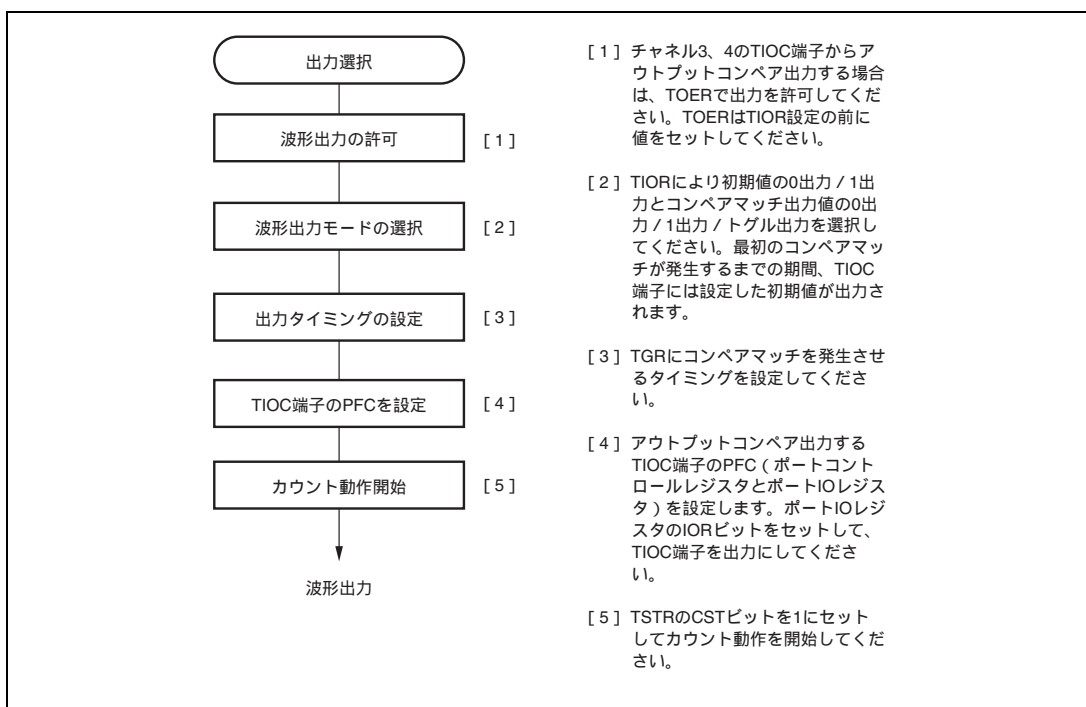 出力選択
波形出力の許可
[1]
波形出力モードの選択
[2]
出力タイミングの設定
[3]
TIOC端子のPFCを設定
[4]
カウント動作開始
[5]
波形出力
[1] チャネル3、4のTIOC端子からア
ウトプットコンペア出力する場合
は、TOERで出力を許可してくだ
さい。TOERはTIOR設定の前に
値をセットしてください。
[2] TIORにより初期値の0出力 / 1出
力とコンペアマッチ出力値の0出
力 / 1出力 / トグル出力を選択し
てください。最初のコンペアマッ
チが発生するまでの期間、TIOC
端子には設定した初期値が出力さ
れます。
[3] TGRにコンペアマッチを発生させ
るタイミングを設定してくださ
い。
[4] アウトプットコンペア出力する
TIOC端子のPFC(ポートコント
ロールレジスタとポートIOレジス
タ)を設定します。ポートIOレジ
スタのIORビットをセットして、
TIOC端子を出力にしてくださ
い。
[5] TSTRのCSTビットを1にセット
してカウント動作を開始してくだ
さい。